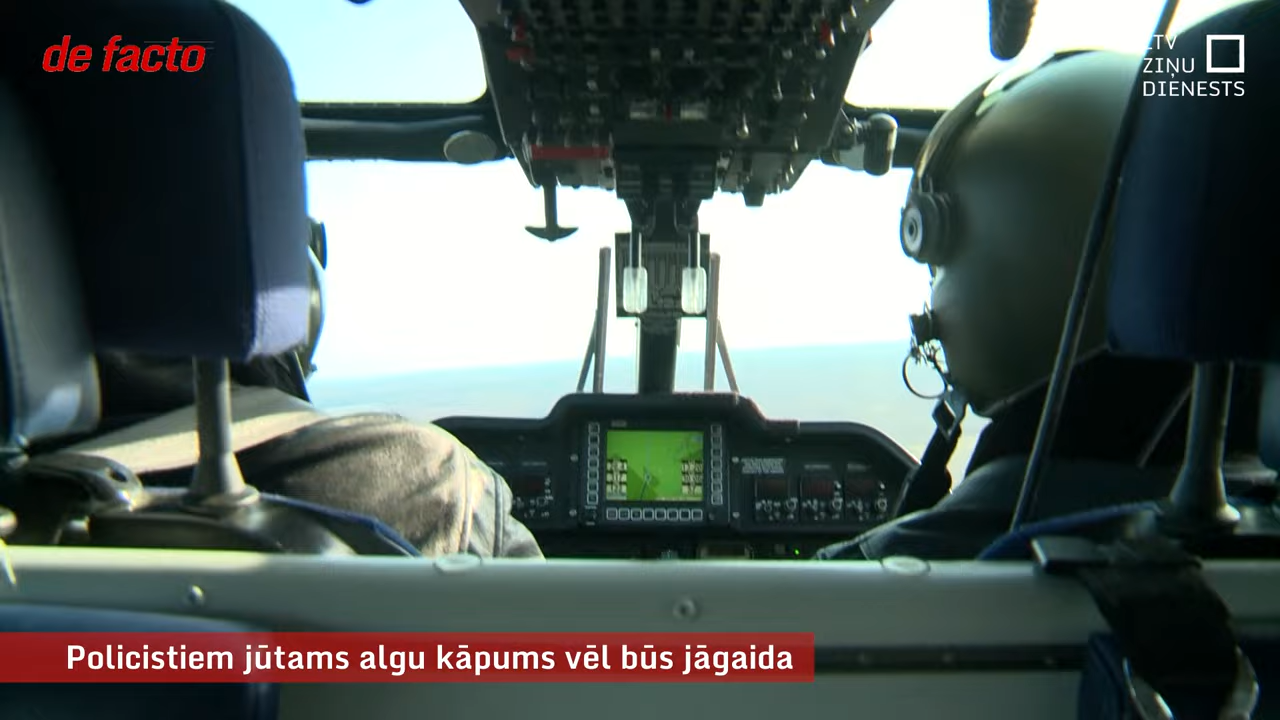 de facto
LTV
ZIŅU
DIENESTS
Policistiem jūtams algu kāpums vēl būs jāgaida